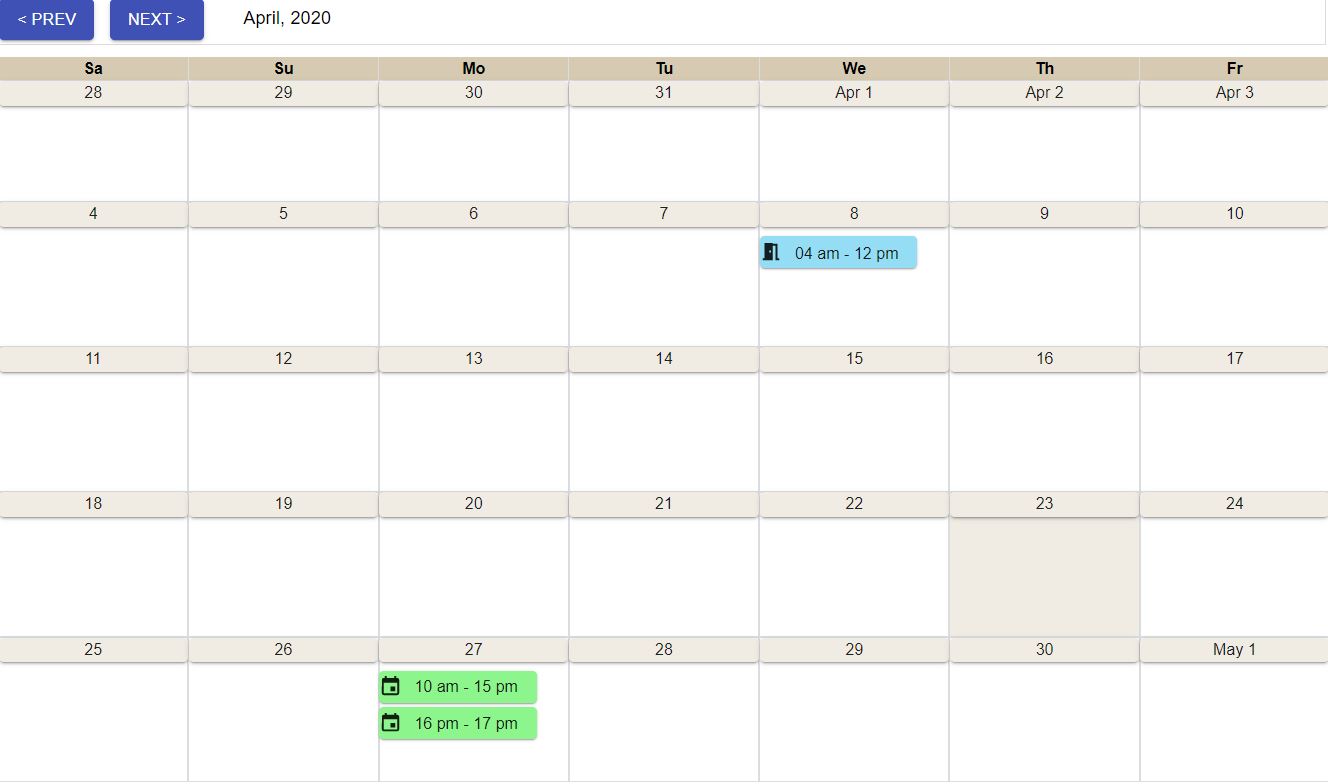 < PREV NEXT > April, 2020
Sa Su Mo Tu We Th Fr
28 29 30 31 Apr 1 Apr 2 Apr 3
4 5 6 7 8 9 10
04 am - 12 pm
11 12 13 14 15 16 17
18 19 20 21 22 23 24
25 26 27 28 29 30 May 1
10 am - 15 pm
16 pm - 17 pm